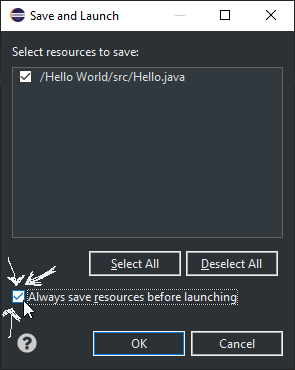 Save and Launch
Select resources to save:
/Hello World/src/Hello.java
Select All
Deselect All
Always save resources before launching
?
OK
Cancel